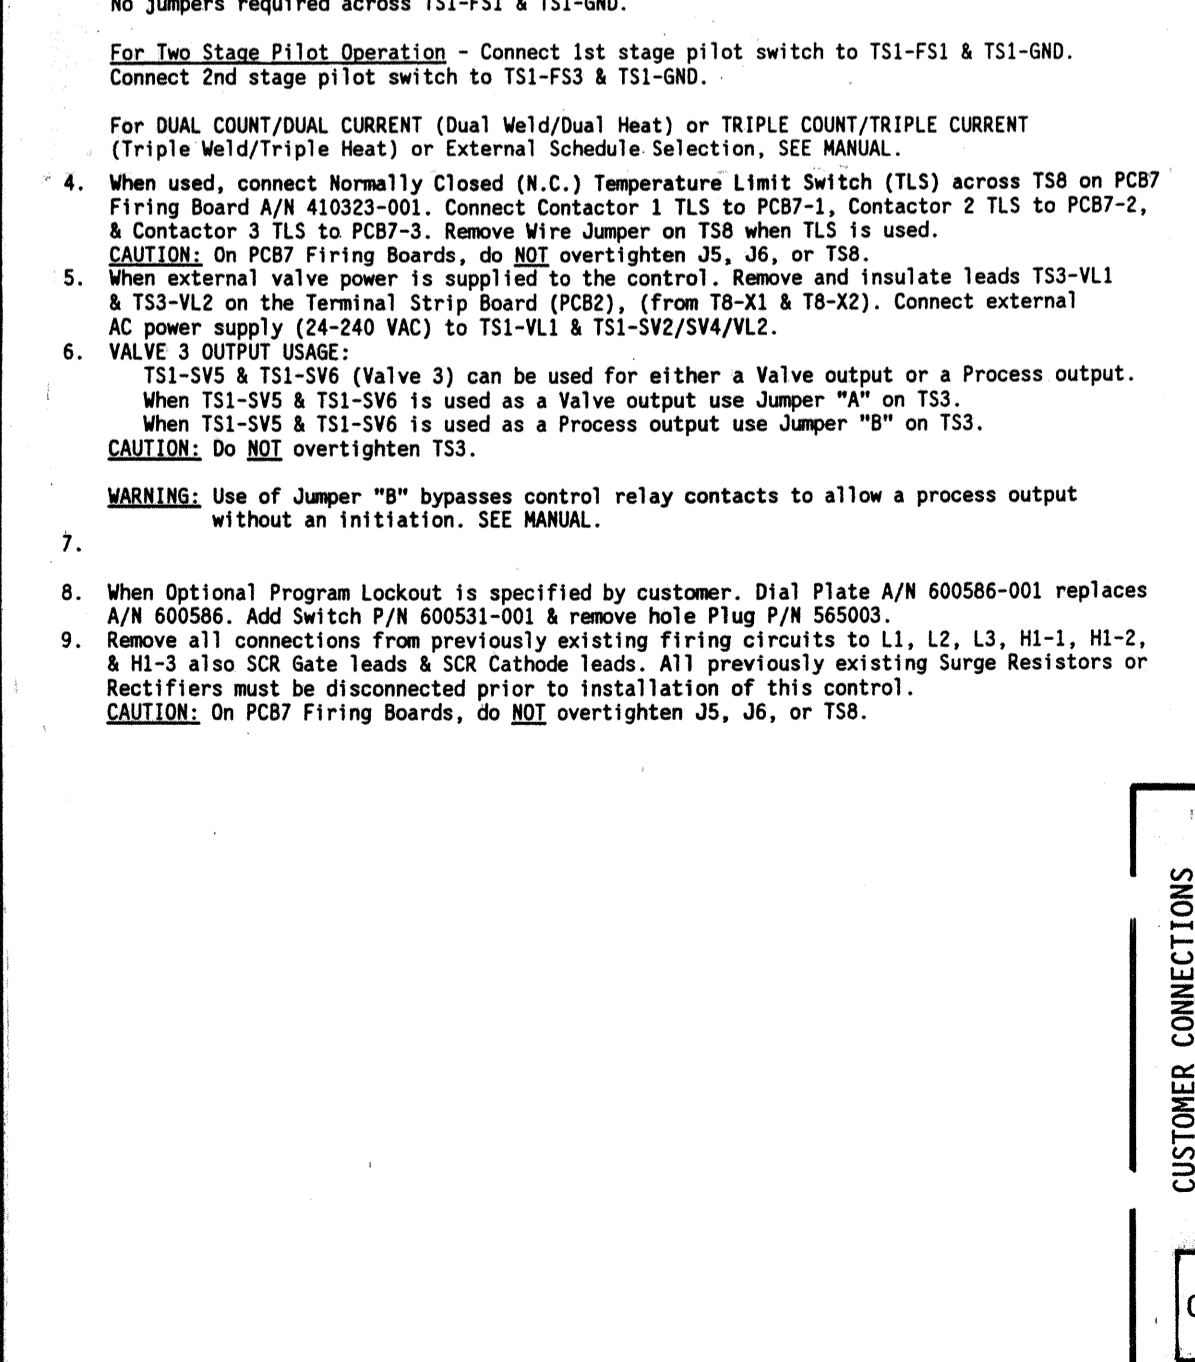 No jumpers required across TS1-FS1 & TS1-GND.
For Two Stage Pilot Operation - Connect 1st stage pilot switch to TS1-FS1 & TS1-GND.
Connect 2nd stage pilot switch to TS1-FS3 & TS1-GND.
For DUAL COUNT/DUAL CURRENT (Dual Weld/Dual Heat) or TRIPLE COUNT/TRIPLE CURRENT
(Triple Weld/Triple Heat) or External Schedule Selection, SEE MANUAL.
4. When used, connect Normally Closed (N.C.) Temperature Limit Switch (TLS) across TS8 on PCB7
Firing Board A/N 410323-001. Connect Contactor 1 TLS to PCB7-1, Contactor 2 TLS to PCB7-2,
& Contactor 3 TLS to PCB7-3. Remove Wire Jumper on TS8 when TLS is used.
CAUTION: On PCB7 Firing Boards, do NOT overtighten J5, J6, or TS8.
5. When external valve power is supplied to the control. Remove and insulate leads TS3-VL1
& TS3-VL2 on the Terminal Strip Board (PCB2), (from T8-X1 & T8-X2). Connect external
AC power supply (24-240 VAC) to TS1-VL1 & TS1-SV2/SV4/VL2.
6. VALVE 3 OUTPUT USAGE:
TS1-SV5 & TS1-SV6 (Valve 3) can be used for either a Valve output or a Process output.
When TS1-SV5 & TS1-SV6 is used as a Valve output use Jumper "A" on TS3.
When TS1-SV5 & TS1-SV6 is used as a Process output use Jumper "B" on TS3.
CAUTION: Do NOT overtighten TS3.
WARNING: Use of Jumper "B" bypasses control relay contacts to allow a process output
without an initiation. SEE MANUAL.
7.
8. When Optional Program Lockout is specified by customer. Dial Plate A/N 600586-001 replaces
A/N 600586. Add Switch P/N 600531-001 & remove hole Plug P/N 565003.
9. Remove all connections from previously existing firing circuits to L1, L2, L3, H1-1, H1-2,
& H1-3 also SCR Gate leads & SCR Cathode leads. All previously existing Surge Resistors or
Rectifiers must be disconnected prior to installation of this control.
CAUTION: On PCB7 Firing Boards, do NOT overtighten J5, J6, or TS8.
CUSTOMER CONNECTIONS